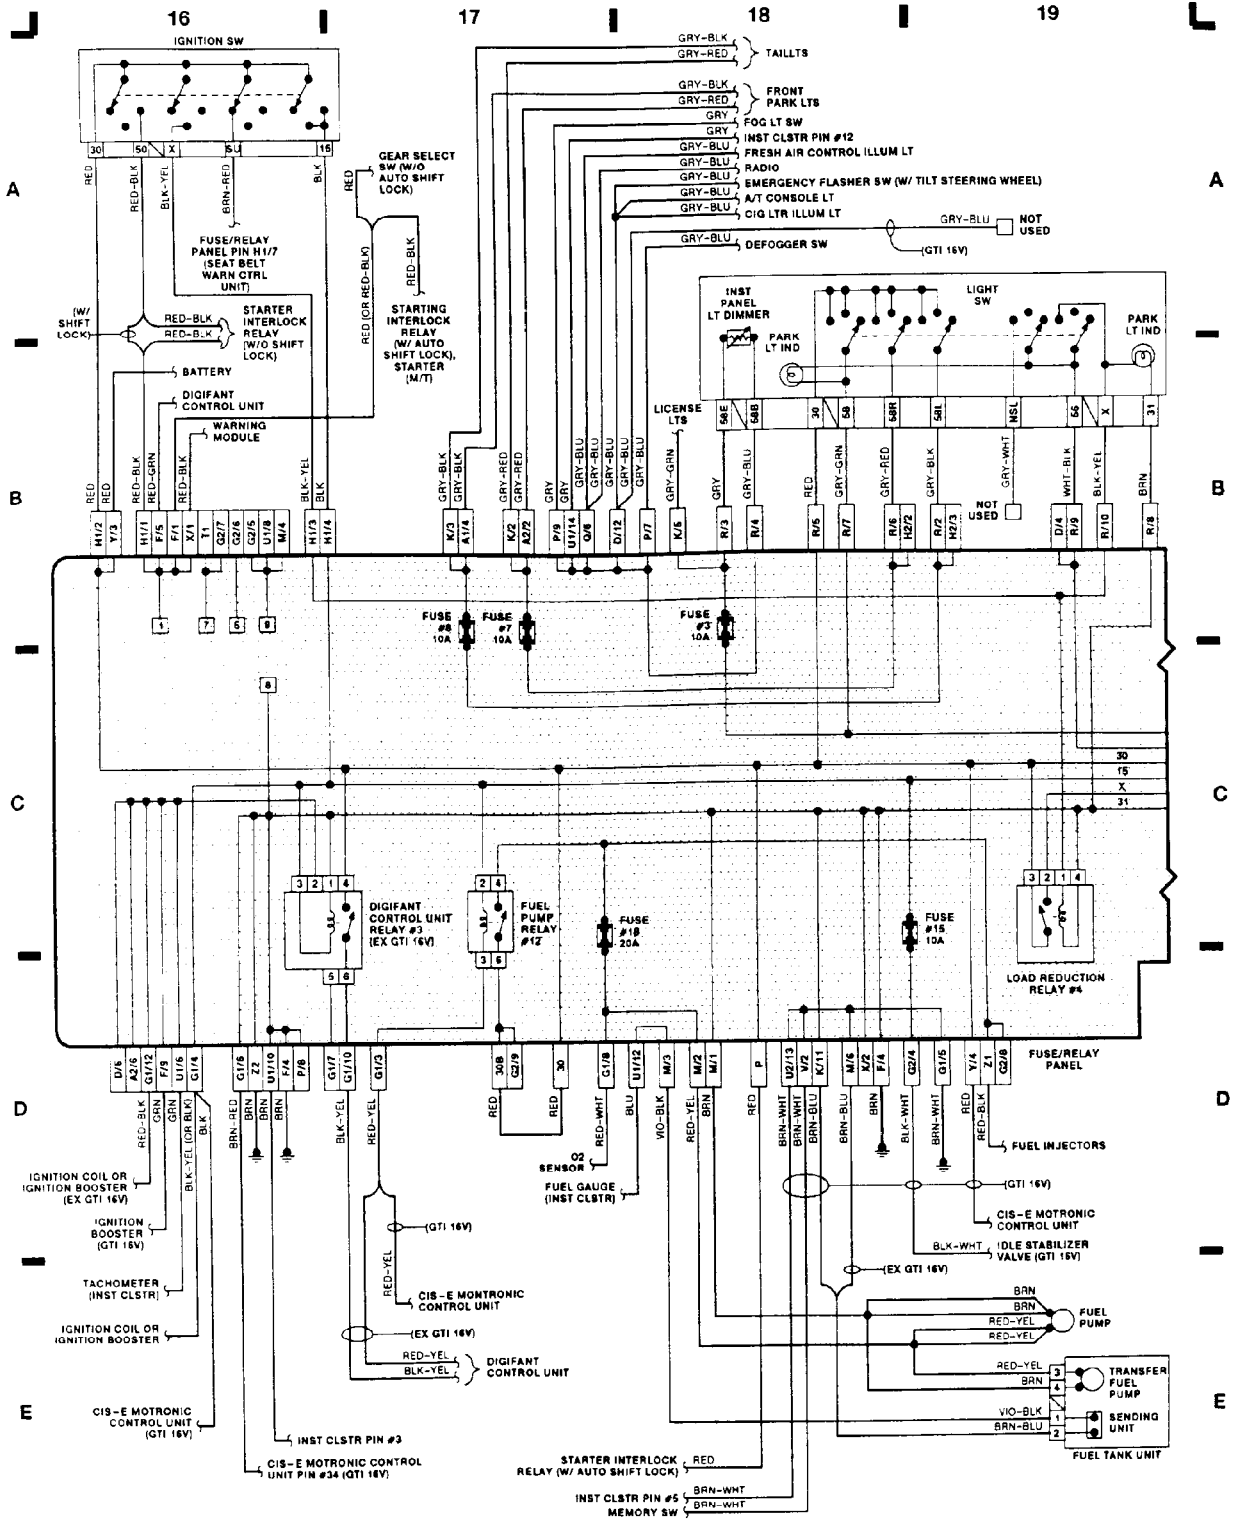 16
17
18
19
IGNITION SW
30
50
X
SU
15
RED
RED-BLK
BLK-YEL
BRN-RED
BLK
A
FUSE/RELAY
PANEL PIN H1/7
(SEAT BELT
WARN CTRL
UNIT)
(W/
SHIFT
LOCK)
RED-BLK
RED-BLK
STARTER
INTERLOCK
RELAY
(W/O SHIFT
LOCK)
BATTERY
DIGIFANT
CONTROL UNIT
WARNING
MODULE
RED
GEAR SELECT
SW (W/O
AUTO SHIFT
LOCK)
RED (OR RED-BLK)
RED-BLK
STARTING
INTERLOCK
RELAY
(W/ AUTO
SHIFT LOCK),
STARTER
(M/T)
GRY-BLK
GRY-RED
TAILLTS
GRY-BLK
GRY-RED
FRONT
PARK LTS
GRY
FOG LT SW
GRY
INST CLSTR PIN #12
GRY-BLU
FRESH AIR CONTROL ILLUM LT
GRY-BLU
RADIO
GRY-BLU
EMERGENCY FLASHER SW (W/ TILT STEERING WHEEL)
GRY-BLU
A/T CONSOLE LT
GRY-BLU
CIG LTR ILLUM LT
GRY-BLU
DEFOGGER SW
GRY-BLU
NOT
USED
(GTI 16V)
A
INST
PANEL
LT DIMMER
PARK
LT IND
LIGHT
SW
PARK
LT IND
LICENSE
LTS
58E
58B
30
58
58R
58L
NSL
56
X
31
B
RED
RED-BLK
RED-GRN
RED-BLK
BLK-YEL
BLK
GRY-BLK
GRY-BLK
GRY-RED
GRY-RED
GRY
GRY
GRY-BLU
GRY-BLU
GRY-BLU
GRY-BLU
GRY-BLU
GRY-GRN
GRY
GRY-BLU
RED
GRY-GRN
GRY-RED
GRY-BLK
GRY-WHT
NOT
USED
WHT-BLK
BLK-YEL
BRN
B
H1/2
Y/3
H1/1
F/5
F/1
X/1
T1
G2/7
G2/6
G2/5
U1/8
M/4
H1/3
H1/4
K/3
A1/4
K/2
A2/2
P/9
U1/14
Q/6
D/12
P/7
K/5
R/3
R/4
R/5
R/7
R/6
H2/2
R/2
H2/3
D/4
R/9
R/10
R/8
1
7
9
8
FUSE
#8
10A
FUSE
#7
10A
FUSE
#3
10A
30
15
X
31
C
C
3 2 1 4
DIGIFANT
CONTROL UNIT
RELAY #3
(EX GTI 16V)
5 6
2 4
FUEL
PUMP
RELAY
#12
FUSE
#18
20A
FUSE
#15
10A
3 2 1 4
LOAD REDUCTION
RELAY #4
FUSE/RELAY
PANEL
D/6
A2/6
G1/12
F/9
U1/6
G1/4
G1/6
Z2
U1/10
F/4
P/8
G1/7
G1/10
G1/3
30B
G2/9
30
G1/8
U1/12
M/3
M/2
M/1
P
U2/13
V/2
K/11
M/6
X/2
F/4
G2/4
G1/5
Y/4
Z1
G2/8
D
D
RED-BLK
GRN
GRN
BLK-YEL (OR BLK)
BLK
BRN-RED
BRN
BRN
BRN
BLK-YEL
RED-YEL
RED
RED
RED-WHT
BLU
VIO-BLK
RED-YEL
BRN
RED
BRN-WHT
BRN-WHT
BRN-BLU
BRN-BLU
BRN
BLK-WHT
BRN-WHT
RED
RED-BLK
FUEL INJECTORS
O2
SENSOR
FUEL GAUGE
(INST CLSTR)
(GTI 16V)
CIS-E MOTRONIC
CONTROL UNIT
BLK-WHT
IDLE STABILIZER
VALVE (GTI 16V)
(EX GTI 16V)
IGNITION COIL OR
IGNITION BOOSTER
(EX GTI 16V)
IGNITION
BOOSTER
(GTI 16V)
TACHOMETER
(INST CLSTR)
IGNITION COIL OR
IGNITION BOOSTER
CIS-E MOTRONIC
CONTROL UNIT
(GTI 16V)
(GTI 16V)
RED-YEL
CIS-E MONTRONIC
CONTROL UNIT
(EX GTI 16V)
RED-YEL
BLK-YEL
DIGIFANT
CONTROL UNIT
INST CLSTR PIN #3
CIS-E MOTRONIC CONTROL
UNIT PIN #34 (GTI 16V)
BRN
BRN
RED-YEL
RED-YEL
FUEL
PUMP
RED-YEL
3
BRN
4
TRANSFER
FUEL
PUMP
VIO-BLK
1
BRN-BLU
2
SENDING
UNIT
FUEL TANK UNIT
E
E
STARTER INTERLOCK
RELAY (W/ AUTO SHIFT LOCK)
RED
INST CLSTR PIN #5
BRN-WHT
MEMORY SW
BRN-WHT